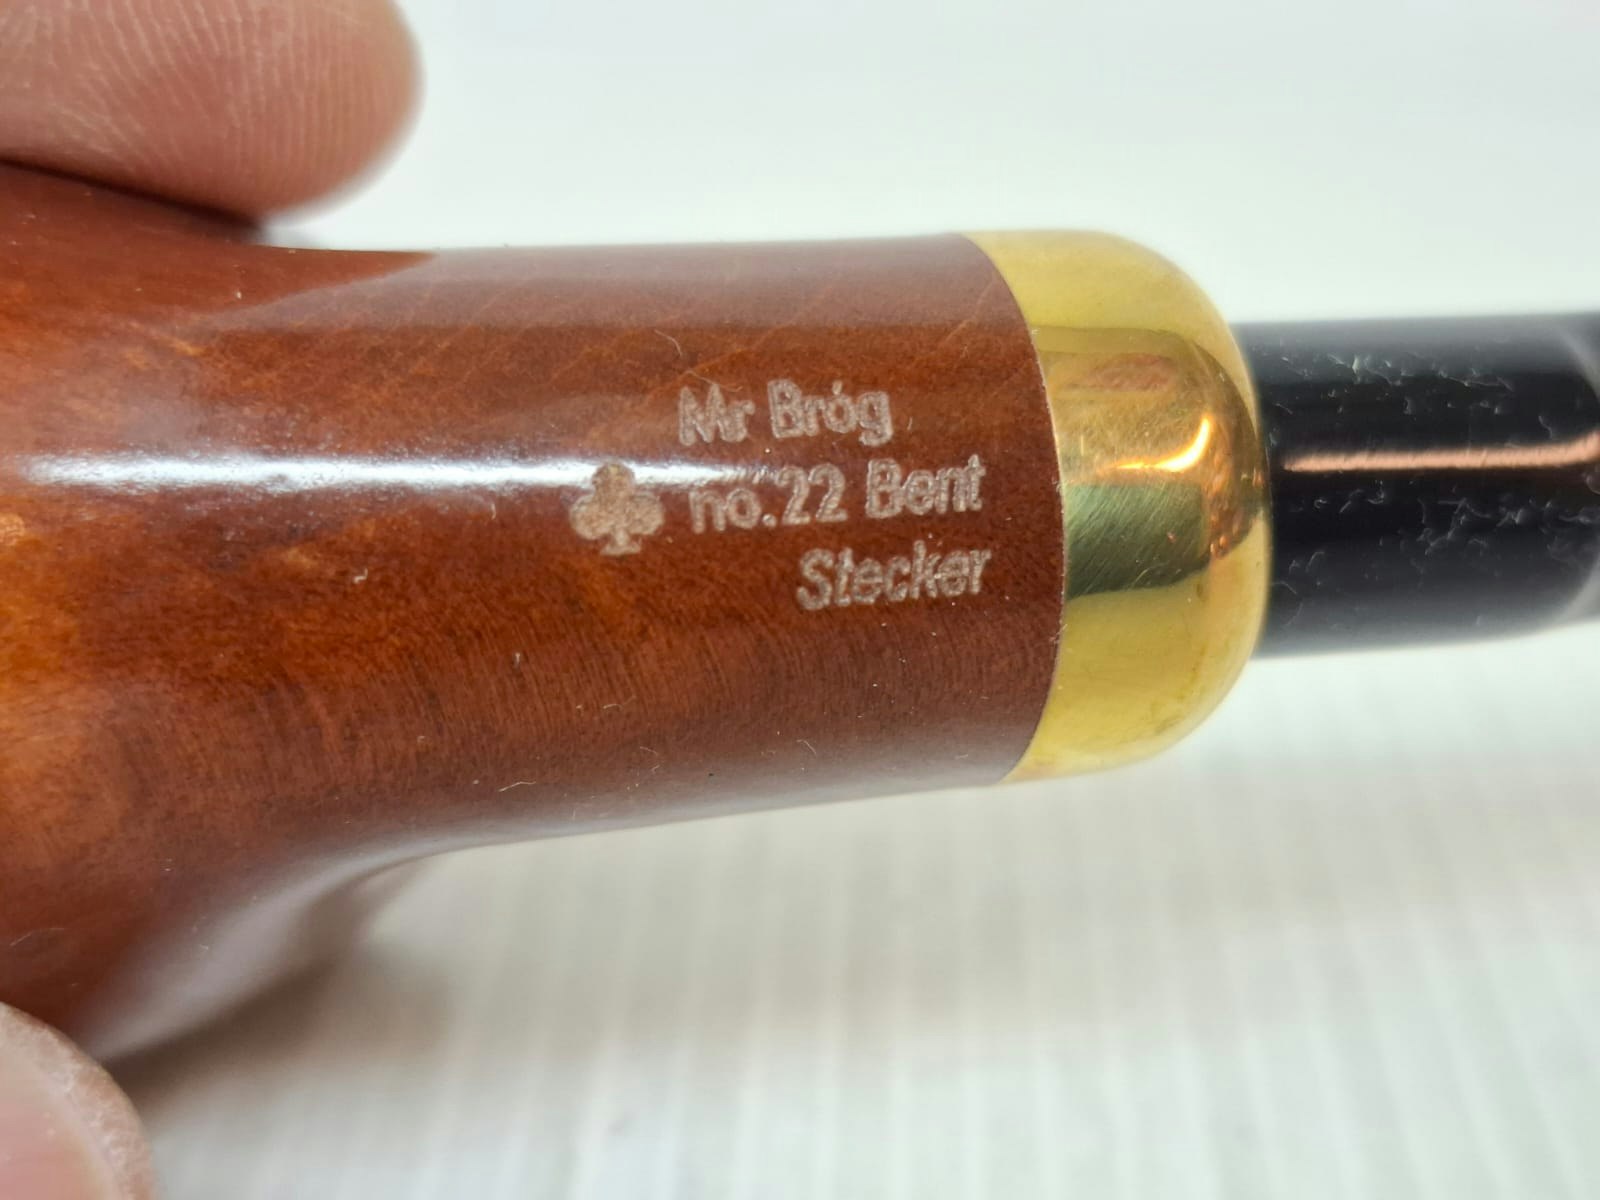 Mr Bróg
no.22 Bent
Stecker